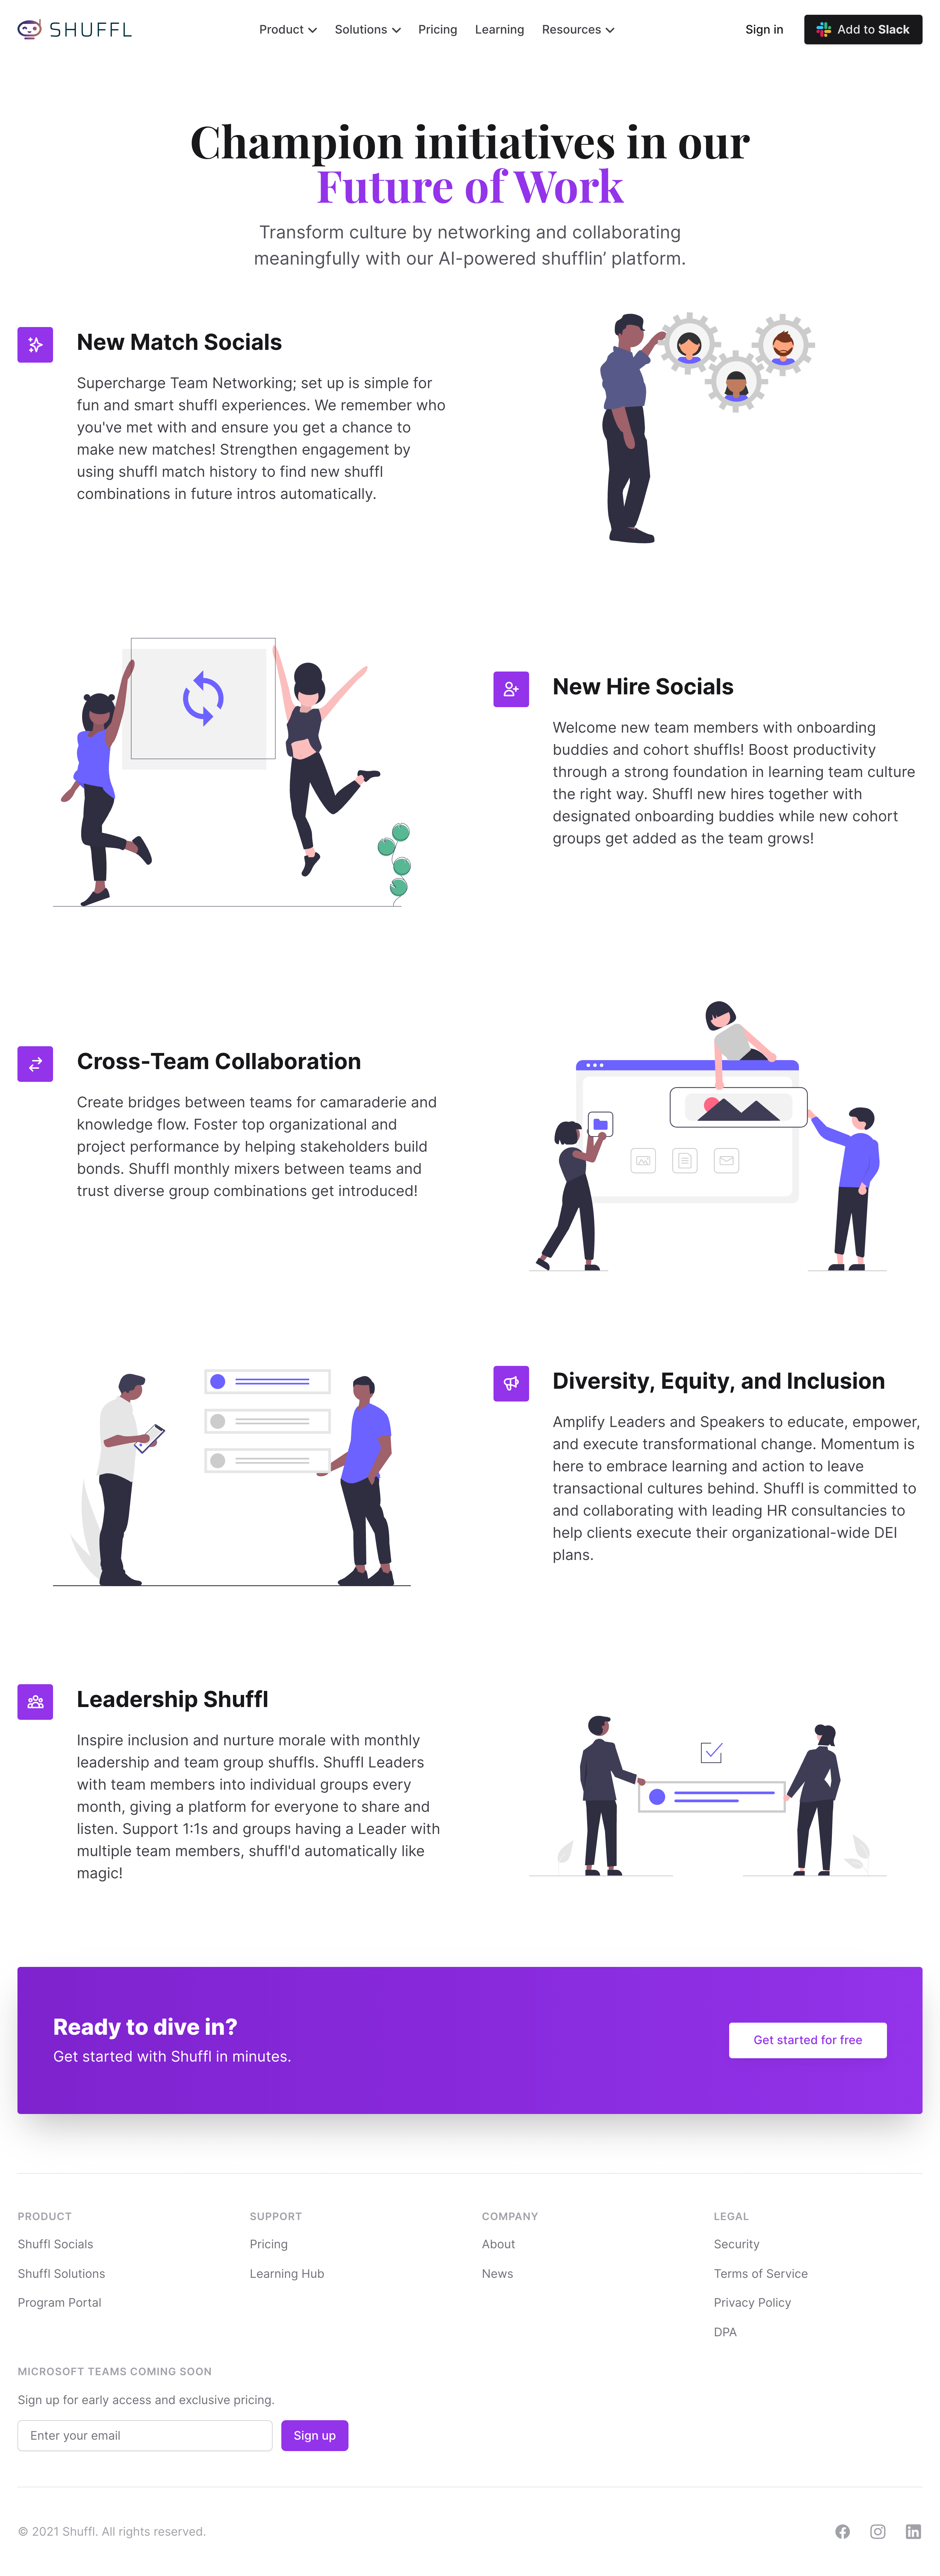 SHUFFL
Product
Solutions
Pricing
Learning
Resources
Sign in
Add to Slack
Champion initiatives in our
Future of Work
Transform culture by networking and collaborating
meaningfully with our AI-powered shufflin’ platform.
New Match Socials
Supercharge Team Networking; set up is simple for
fun and smart shuffl experiences. We remember who
you've met with and ensure you get a chance to
make new matches! Strengthen engagement by
using shuffl match history to find new shuffl
combinations in future intros automatically.
New Hire Socials
Welcome new team members with onboarding
buddies and cohort shuffls! Boost productivity
through a strong foundation in learning team culture
the right way. Shuffl new hires together with
designated onboarding buddies while new cohort
groups get added as the team grows!
Cross-Team Collaboration
Create bridges between teams for camaraderie and
knowledge flow. Foster top organizational and
project performance by helping stakeholders build
bonds. Shuffl monthly mixers between teams and
trust diverse group combinations get introduced!
Diversity, Equity, and Inclusion
Amplify Leaders and Speakers to educate, empower,
and execute transformational change. Momentum is
here to embrace learning and action to leave
transactional cultures behind. Shuffl is committed to
and collaborating with leading HR consultancies to
help clients execute their organizational-wide DEI
plans.
Leadership Shuffl
Inspire inclusion and nurture morale with monthly
leadership and team group shuffls. Shuffl Leaders
with team members into individual groups every
month, giving a platform for everyone to share and
listen. Support 1:1s and groups having a Leader with
multiple team members, shuffl'd automatically like
magic!
Ready to dive in?
Get started with Shuffl in minutes.
Get started for free
PRODUCT
Shuffl Socials
Shuffl Solutions
Program Portal
SUPPORT
Pricing
Learning Hub
COMPANY
About
News
LEGAL
Security
Terms of Service
Privacy Policy
DPA
MICROSOFT TEAMS COMING SOON
Sign up for early access and exclusive pricing.
Enter your email
Sign up
© 2021 Shuffl. All rights reserved.